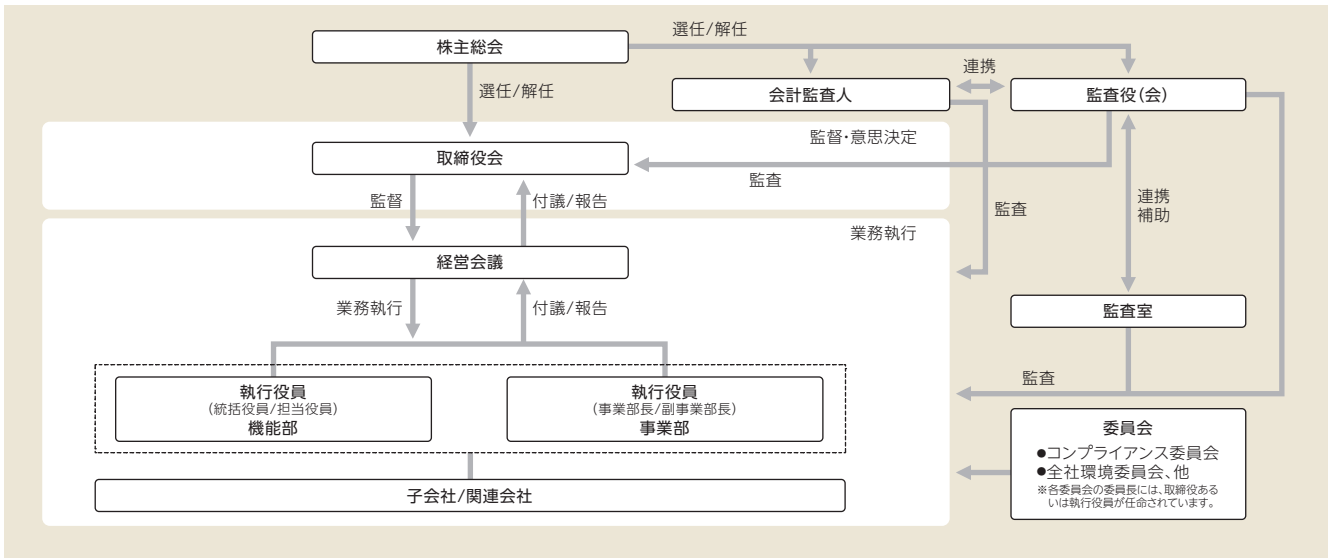 選任/解任
株主総会
連携
選任/解任
会計監査人
監査役(会)
監督・意思決定
取締役会
監査
監督
付議/報告
連携
補助
監査
業務執行
経営会議
業務執行
付議/報告
監査室
監査
執行役員
(統括役員/担当役員)
機能部
執行役員
(事業部長/副事業部長)
事業部
委員会
●コンプライアンス委員会
●全社環境委員会、他
※各委員会の委員長には、取締役ある
いは執行役員が任命されています。
子会社/関連会社